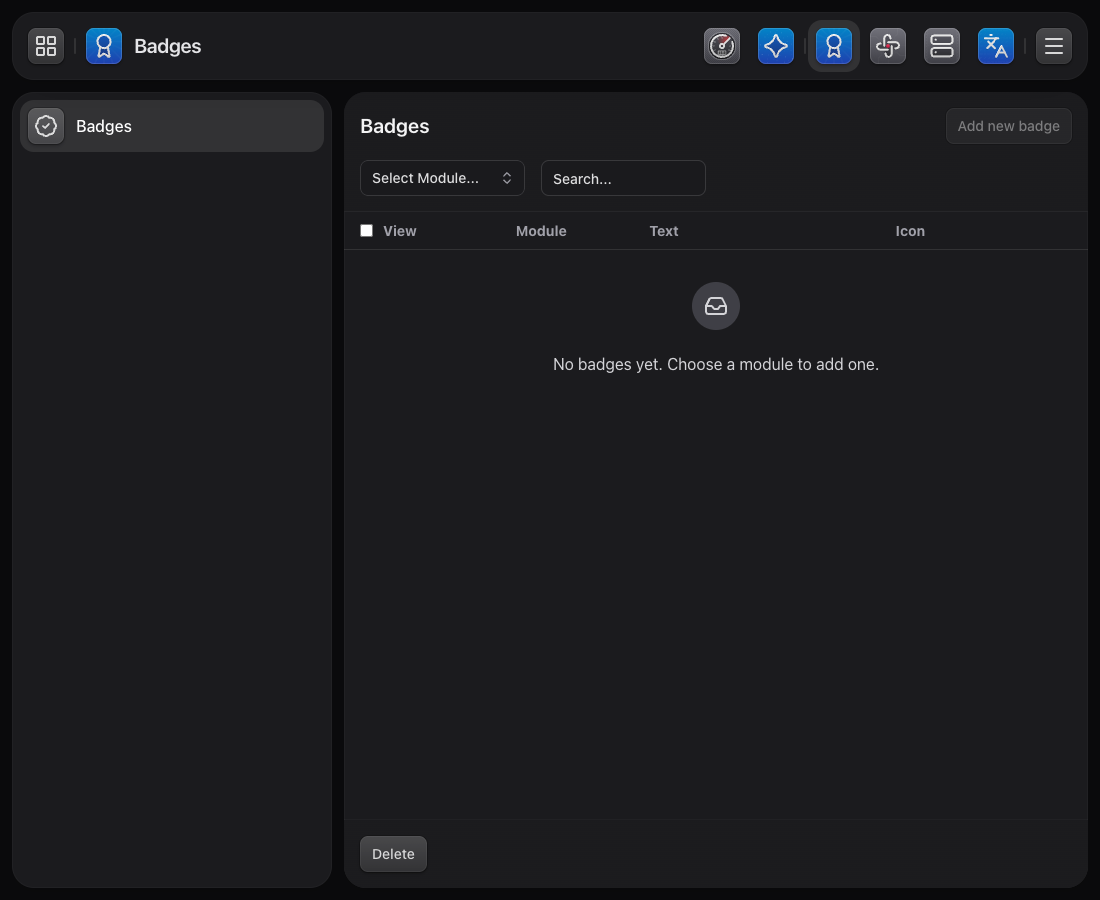 Badges
Badges
Badges
Add new badge
Select Module...
Search...
View
Module
Text
Icon
No badges yet. Choose a module to add one.
Delete